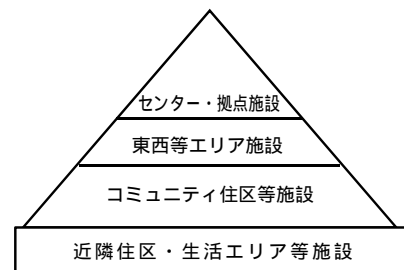 センター・拠点施設
東西等エリア施設
コミュニティ住区等施設
近隣住区・生活エリア等施設